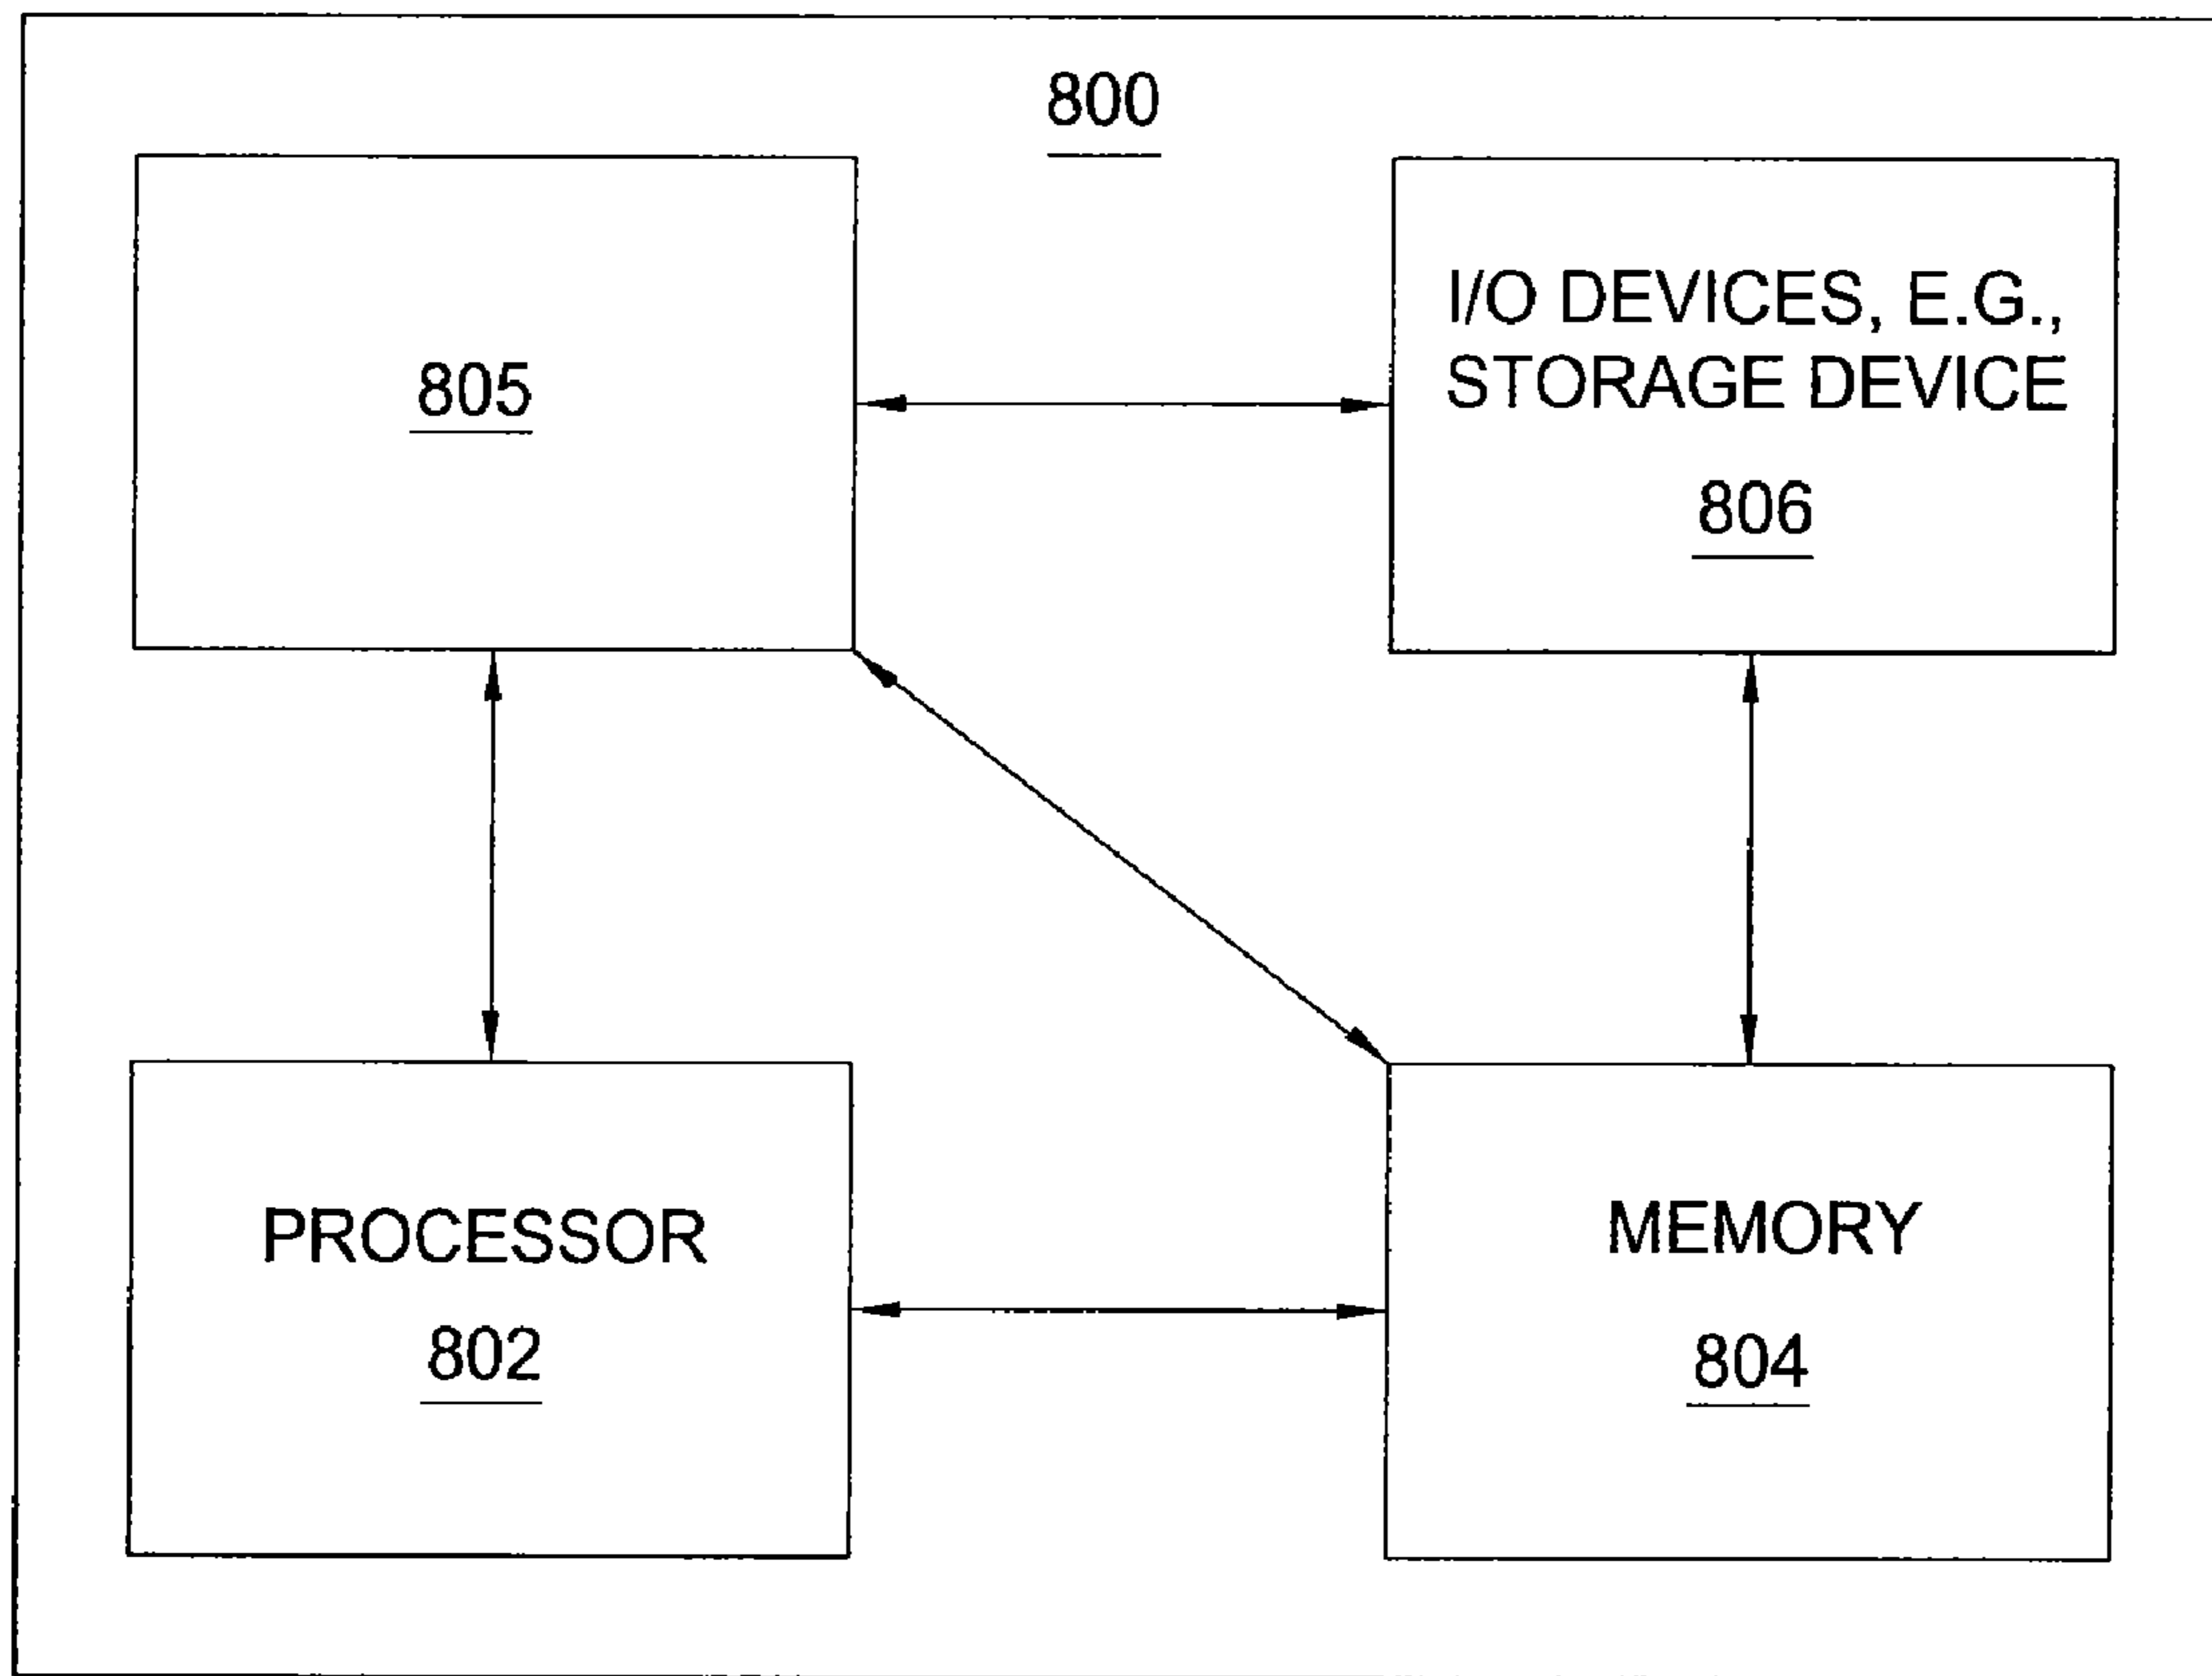 800
805
I/O DEVICES, E.G.,
STORAGE DEVICE
806
PROCESSOR
802
MEMORY
804